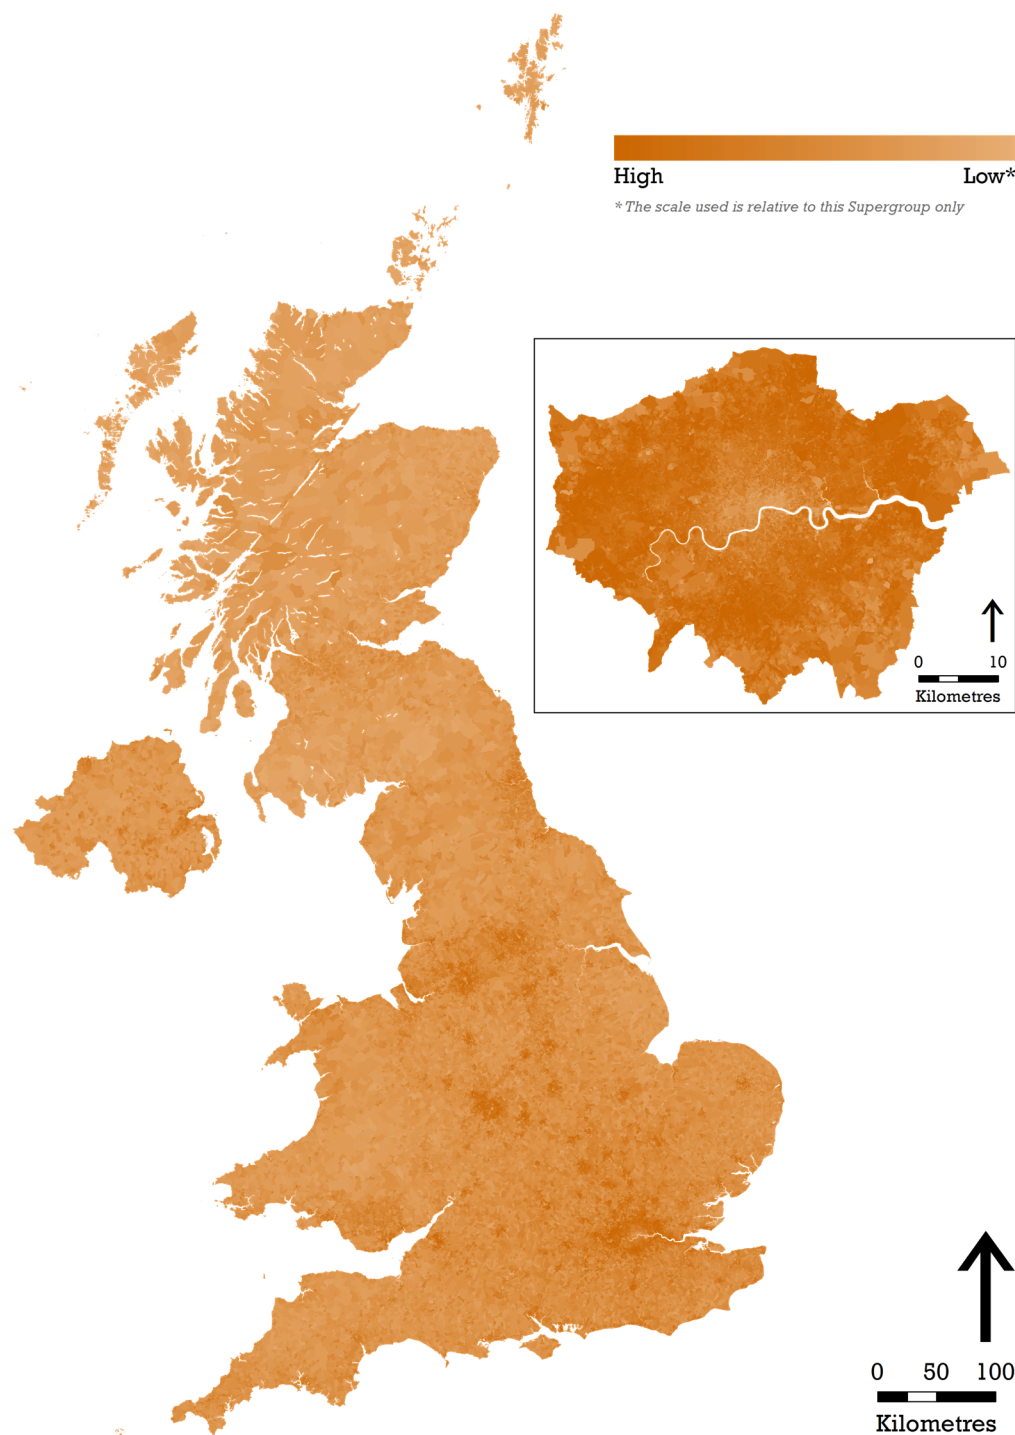 High Low*
* The scale used is relative to this Supergroup only
0 10
Kilometres
0 50 100
Kilometres